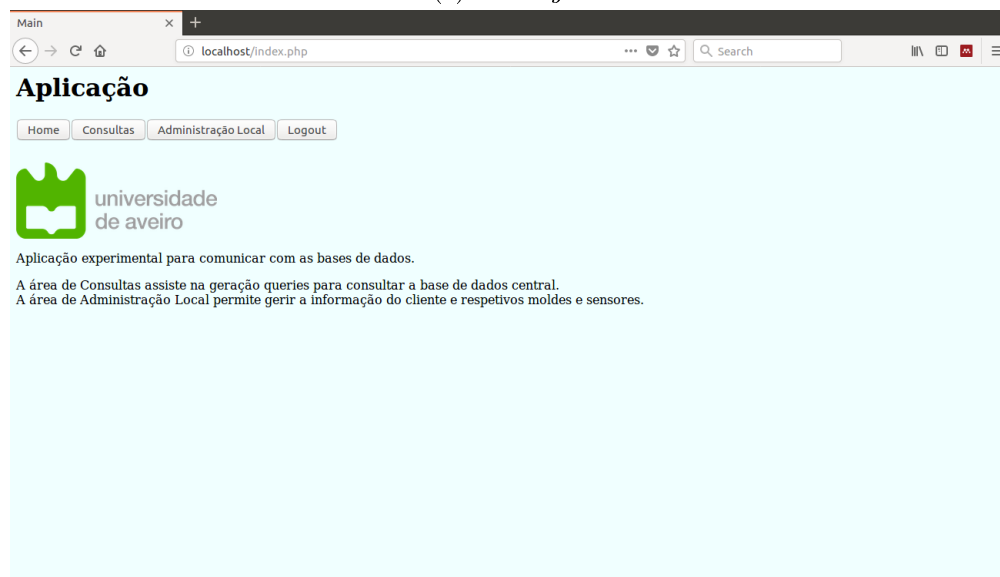 Main
localhost/index.php
Search
Aplicação
Home Consultas Administração Local Logout
universidade
de aveiro
Aplicação experimental para comunicar com as bases de dados.
A área de Consultas assiste na geração queries para consultar a base de dados central.
A área de Administração Local permite gerir a informação do cliente e respetivos moldes e sensores.